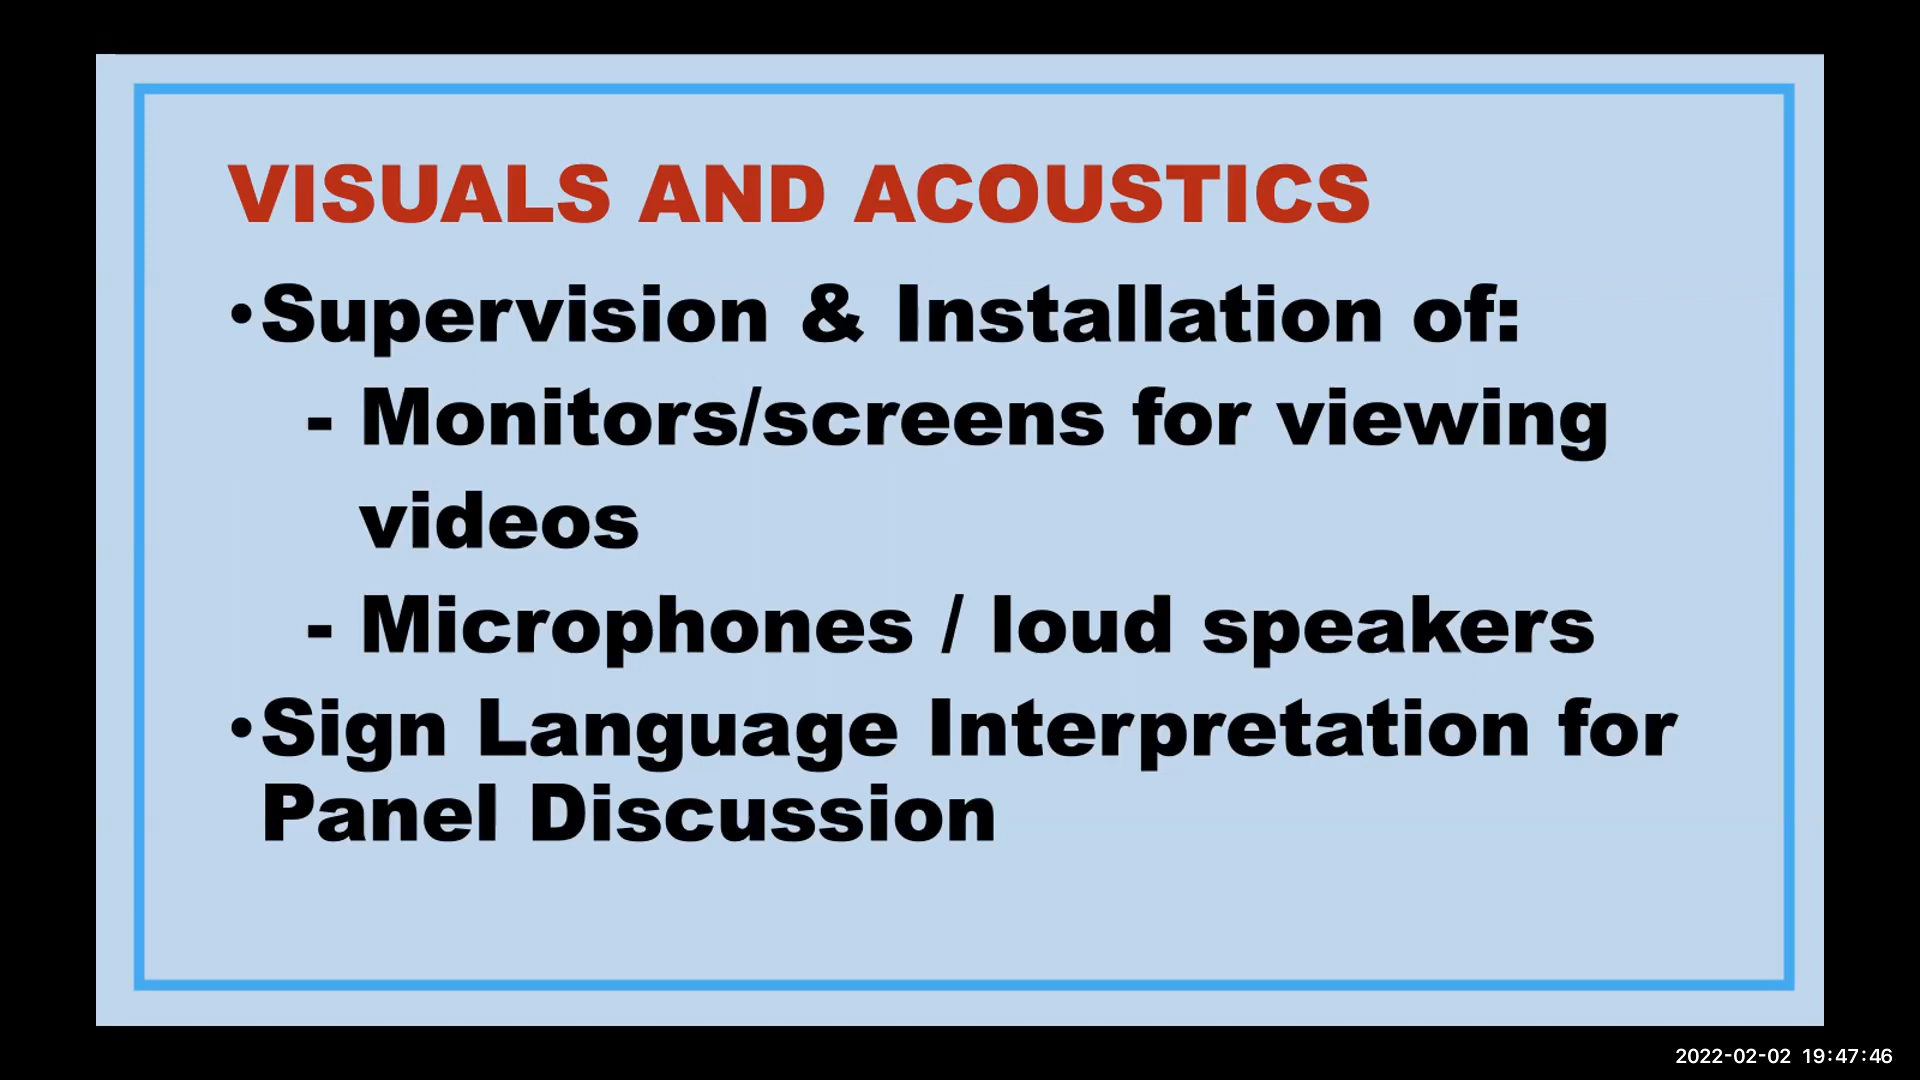 VISUALS AND ACOUSTICS
•Supervision & Installation of:
- Monitors/screens for viewing
videos
- Microphones / loud speakers
•Sign Language Interpretation for
Panel Discussion
2022-02-02 19:47:46